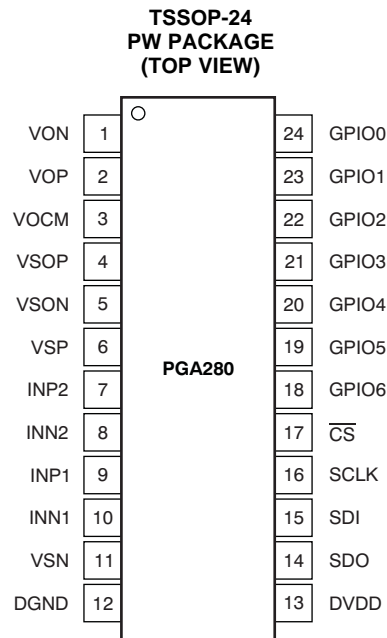 TSSOP-24
PW PACKAGE
(TOP VIEW)
VON 1 24 GPIO0
VOP 2 23 GPIO1
VOCM 3 22 GPIO2
VSOP 4 21 GPIO3
VSON 5 20 GPIO4
VSP 6 19 GPIO5
PGA280
INP2 7 18 GPIO6
INN2 8 17 C̅S̅
INP1 9 16 SCLK
INN1 10 15 SDI
VSN 11 14 SDO
DGND 12 13 DVDD